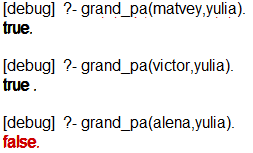 [debug]  ?- grand_pa(matvey,yulia).
true.
[debug]  ?- grand_pa(victor,yulia).
true .
[debug]  ?- grand_pa(alena,yulia).
false.